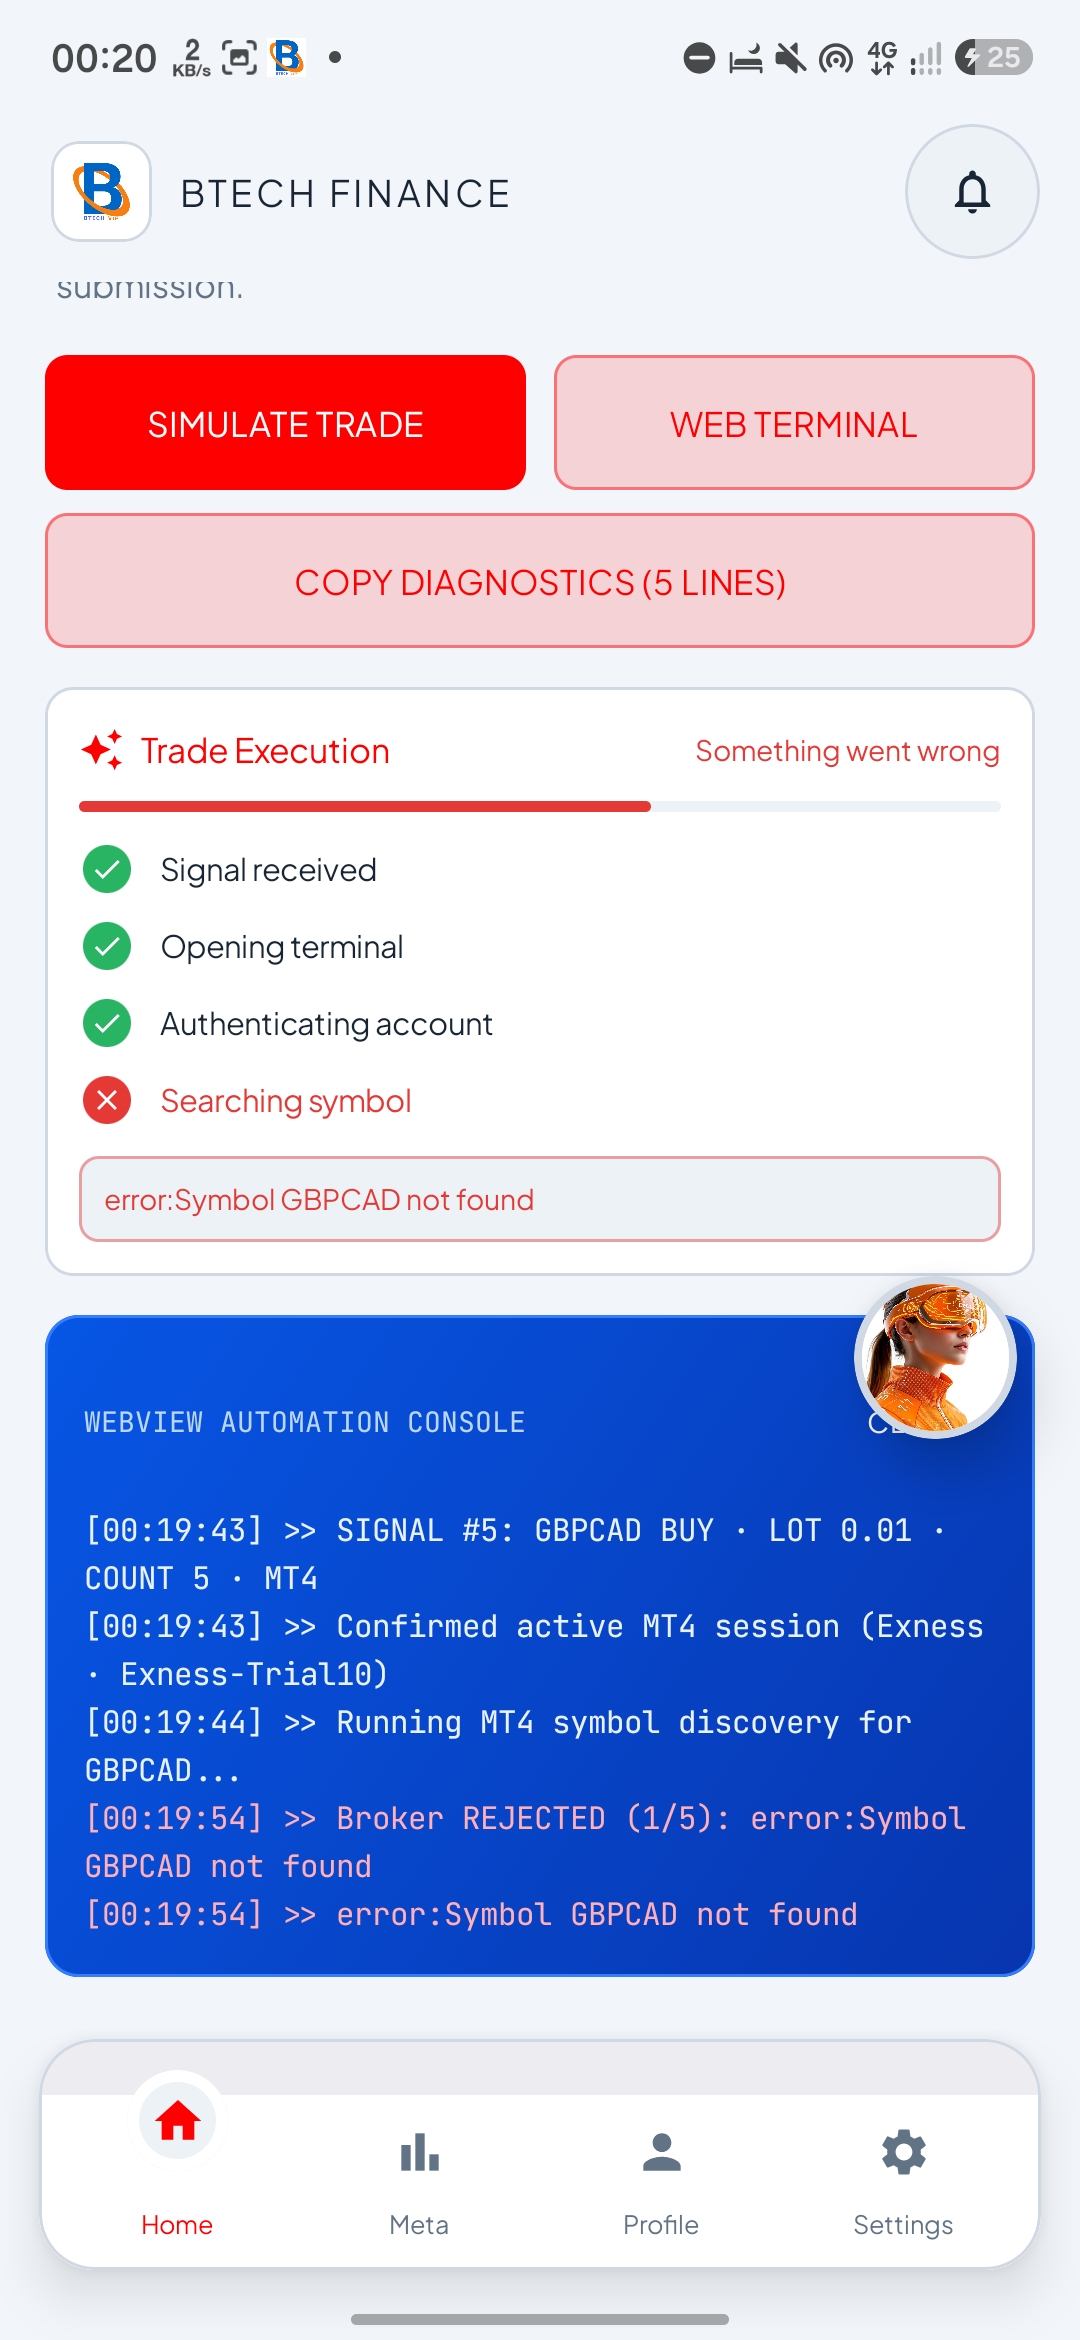 00:20
2
KB/s
4G
25
BTECH FINANCE
submission.
SIMULATE TRADE
WEB TERMINAL
COPY DIAGNOSTICS (5 LINES)
Trade Execution
Something went wrong
Signal received
Opening terminal
Authenticating account
Searching symbol
error:Symbol GBPCAD not found
WEBVIEW AUTOMATION CONSOLE
[00:19:43] >> SIGNAL #5: GBPCAD BUY · LOT 0.01 ·
COUNT 5 · MT4
[00:19:43] >> Confirmed active MT4 session (Exness
· Exness-Trial10)
[00:19:44] >> Running MT4 symbol discovery for
GBPCAD...
[00:19:54] >> Broker REJECTED (1/5): error:Symbol
GBPCAD not found
[00:19:54] >> error:Symbol GBPCAD not found
Home
Meta
Profile
Settings